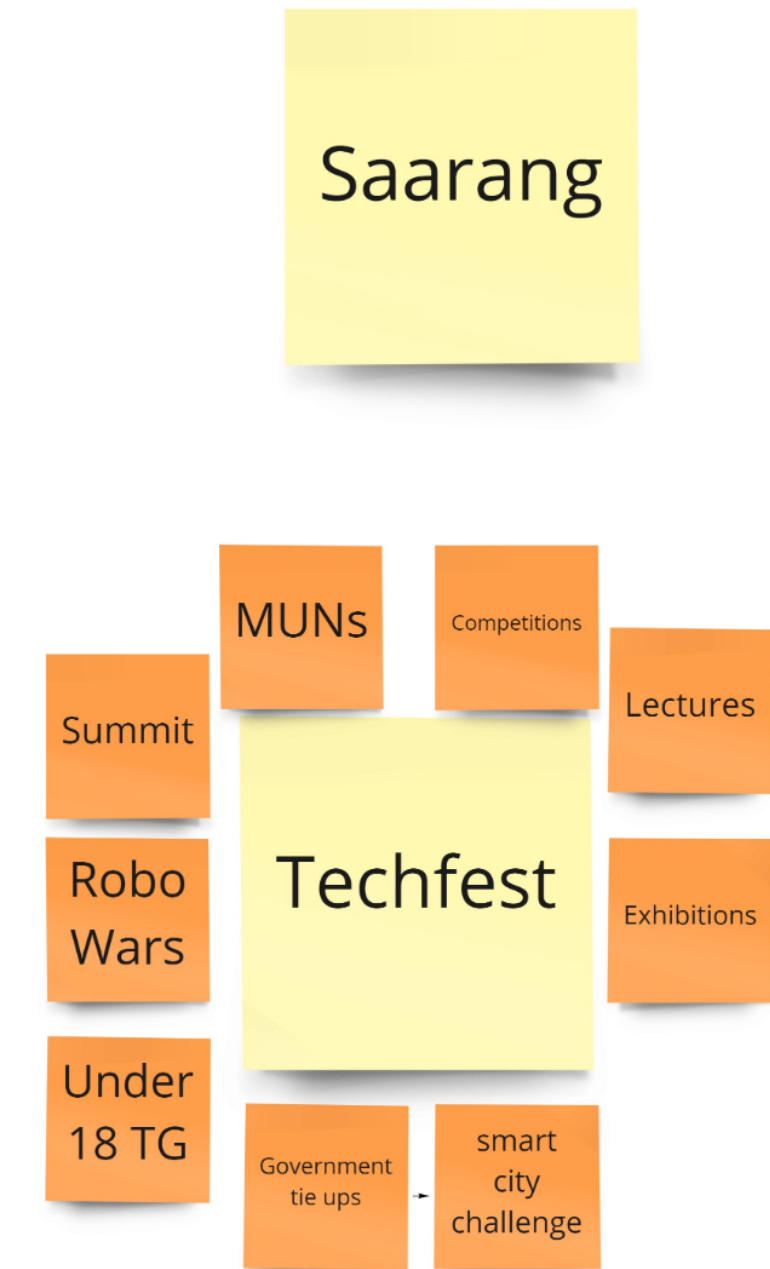 Saarang
MUNs
Competitions
Lectures
Summit
Techfest
Robo
Wars
Exhibitions
Under
18 TG
Government
tie ups
smart
city
challenge